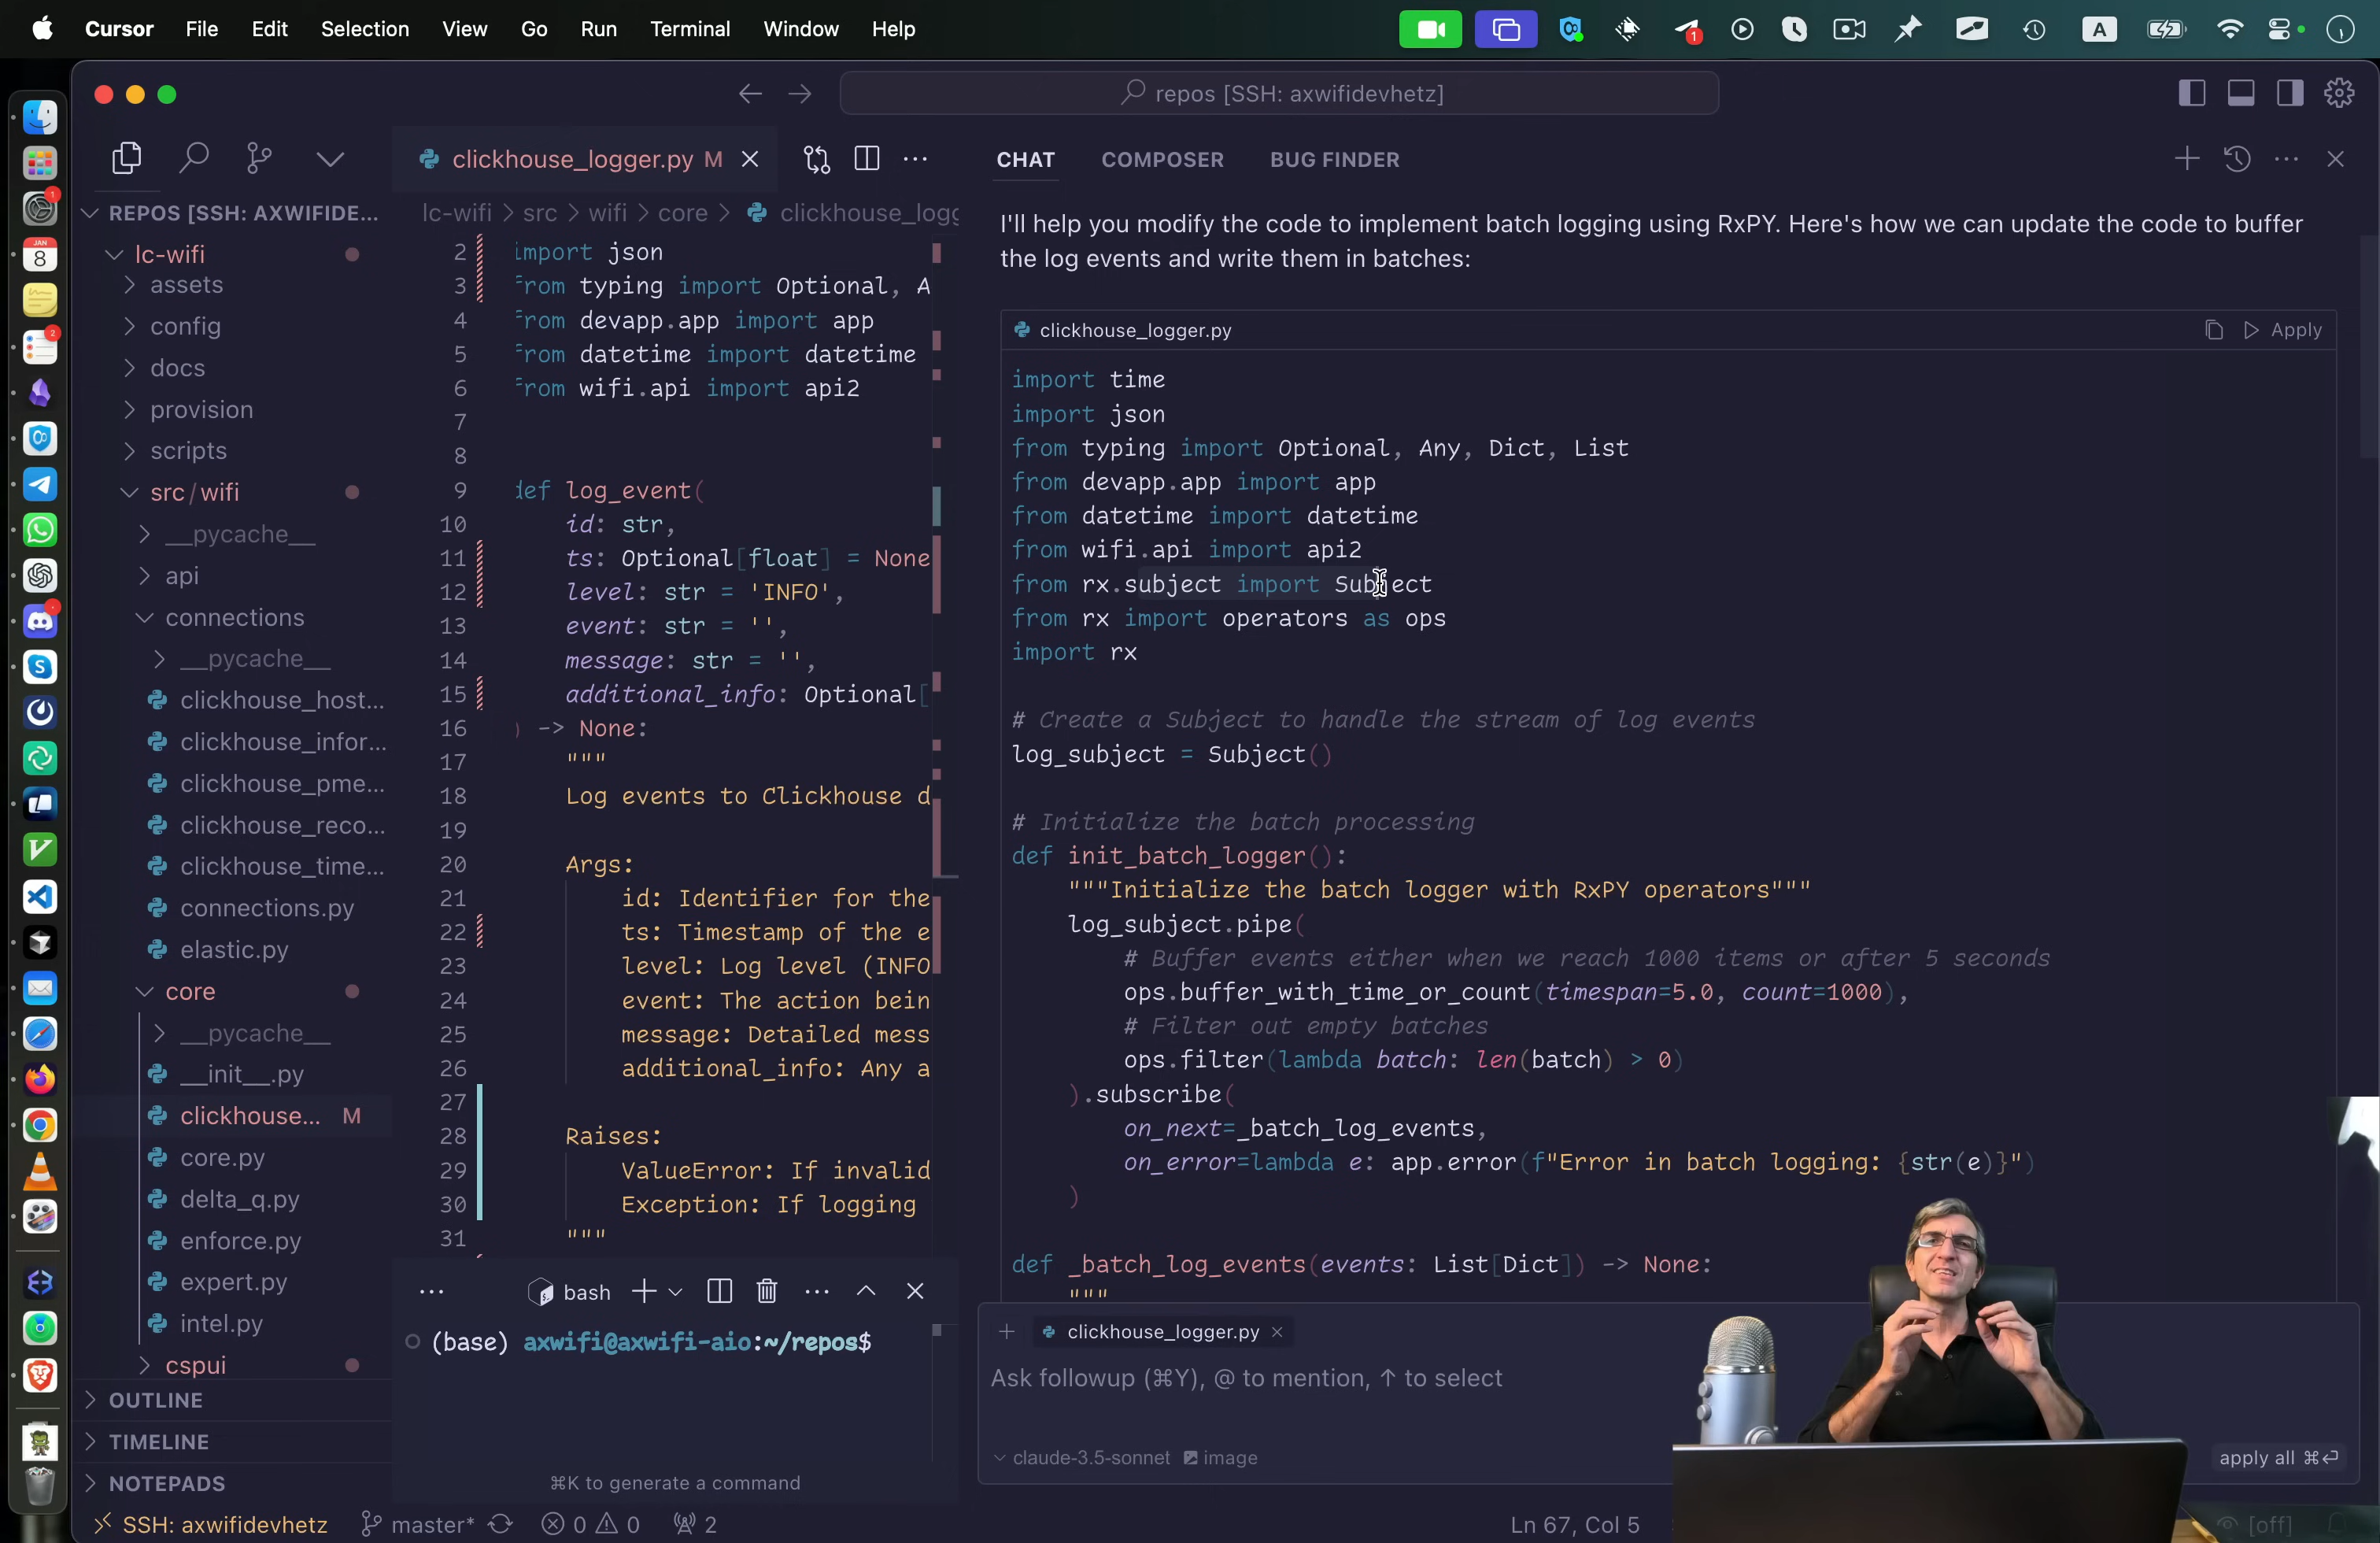 Cursor File Edit Selection View Go Run Terminal Window Help
1
A
repos [SSH: axwifidevhetz]
1
JAN
8
2
REPOS [SSH: AXWIFIDE...
lc-wifi
assets
config
docs
provision
scripts
src/wifi
__pycache__
api
connections
__pycache__
clickhouse_host...
clickhouse_infor...
clickhouse_pme...
clickhouse_reco...
clickhouse_time...
connections.py
elastic.py
core
__pycache__
__init__.py
clickhouse... M
core.py
delta_q.py
enforce.py
expert.py
intel.py
cspui
OUTLINE
TIMELINE
NOTEPADS
clickhouse_logger.py M
lc-wifi > src > wifi > core > clickhouse_logg
2 import json
3 from typing import Optional, A
4 from devapp.app import app
5 from datetime import datetime
6 from wifi.api import api2
7
8
9 def log_event(
10 id: str,
11 ts: Optional[float] = None
12 level: str = 'INFO',
13 event: str = '',
14 message: str = '',
15 additional_info: Optional[
16 ) -> None:
17 """
18 Log events to Clickhouse d
19
20 Args:
21 id: Identifier for the
22 ts: Timestamp of the e
23 level: Log level (INFO
24 event: The action bein
25 message: Detailed mess
26 additional_info: Any a
27
28 Raises:
29 ValueError: If invalid
30 Exception: If logging
31 """
bash
(base) axwifi@axwifi-aio:~/repos$
⌘K to generate a command
CHAT COMPOSER BUG FINDER
I'll help you modify the code to implement batch logging using RxPY. Here's how we can update the code to buffer
the log events and write them in batches:
clickhouse_logger.py Apply
import time
import json
from typing import Optional, Any, Dict, List
from devapp.app import app
from datetime import datetime
from wifi.api import api2
from rx.subject import Subject
from rx import operators as ops
import rx
# Create a Subject to handle the stream of log events
log_subject = Subject()
# Initialize the batch processing
def init_batch_logger():
"""Initialize the batch logger with RxPY operators"""
log_subject.pipe(
# Buffer events either when we reach 1000 items or after 5 seconds
ops.buffer_with_time_or_count(timespan=5.0, count=1000),
# Filter out empty batches
ops.filter(lambda batch: len(batch) > 0)
).subscribe(
on_next=_batch_log_events,
on_error=lambda e: app.error(f"Error in batch logging: {str(e)}")
)
def _batch_log_events(events: List[Dict]) -> None:
"""
clickhouse_logger.py
Ask followup (⌘Y), @ to mention, ↑ to select
claude-3.5-sonnet image
apply all ⌘⏎
SSH: axwifidevhetz master* 0 0 2
Ln 67, Col 5
[off]